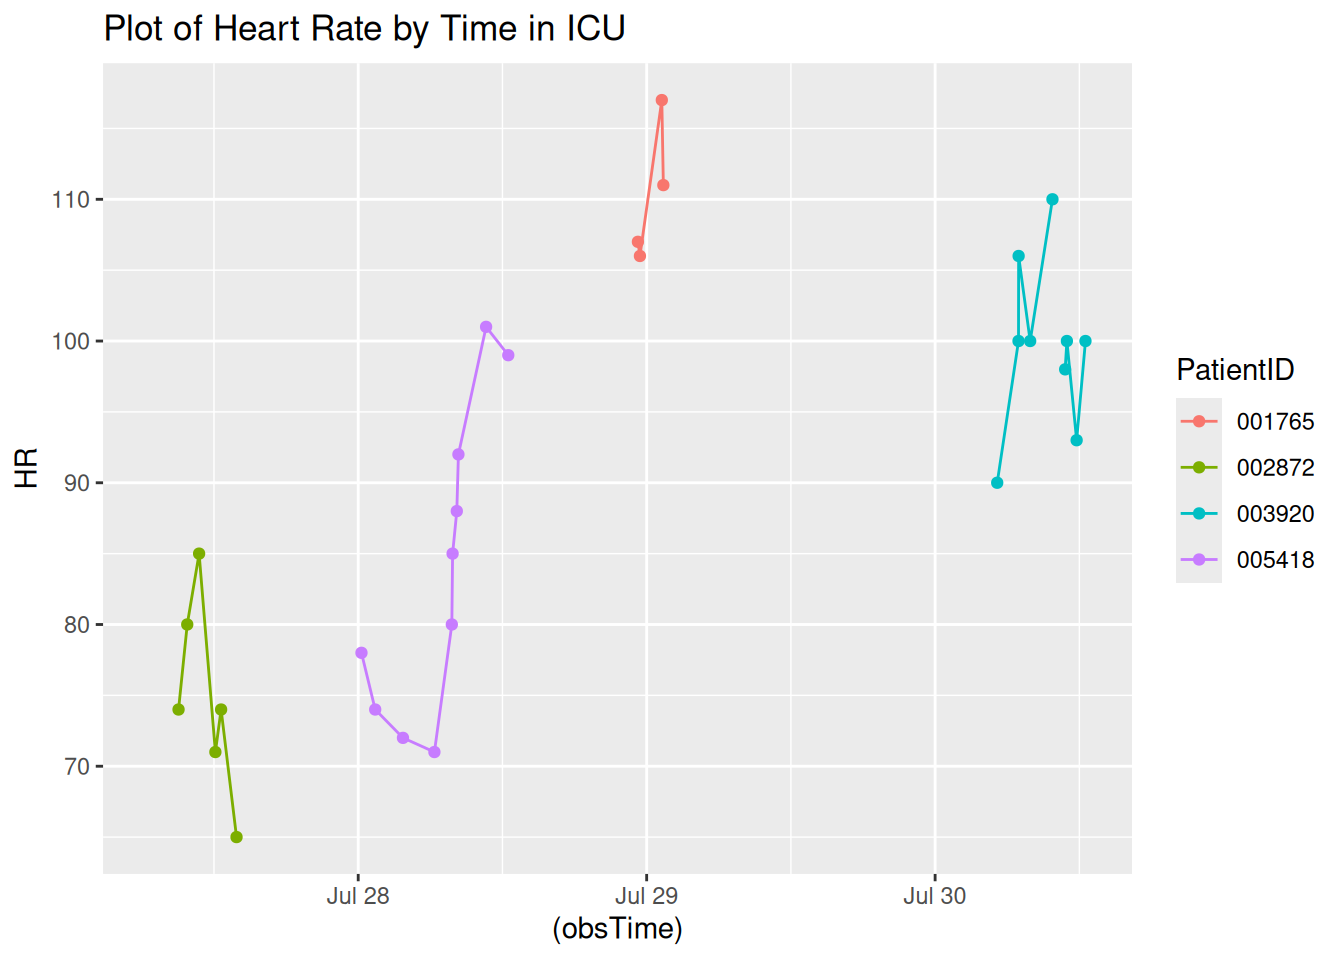 Plot of Heart Rate by Time in ICU
HR
110
100
90
80
70
Jul 28
Jul 29
Jul 30
(obsTime)
PatientID
001765
002872
003920
005418